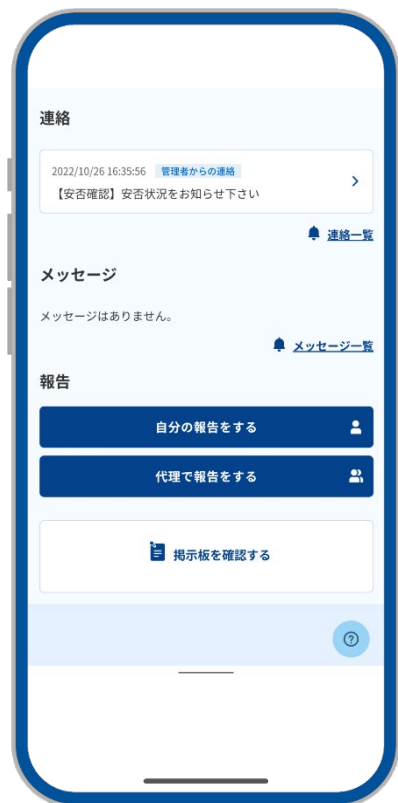 連絡
2022/10/26 16:35:56 管理者からの連絡
【安否確認】安否状況をお知らせ下さい
連絡一覧
メッセージ
メッセージはありません。
メッセージ一覧
報告
自分の報告をする
代理で報告をする
掲示板を確認する
?